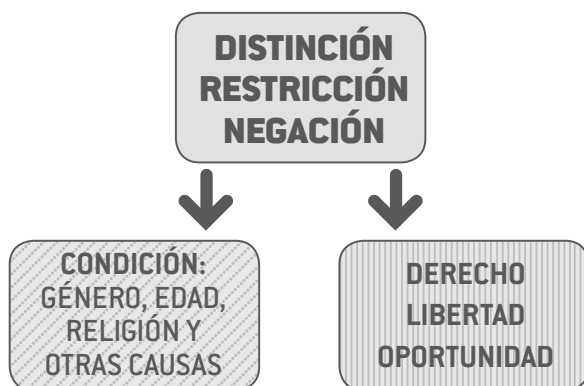 DISTINCIÓN
RESTRICCIÓN
NEGACIÓN
CONDICIÓN:
GÉNERO, EDAD,
RELIGIÓN Y
OTRAS CAUSAS
DERECHO
LIBERTAD
OPORTUNIDAD